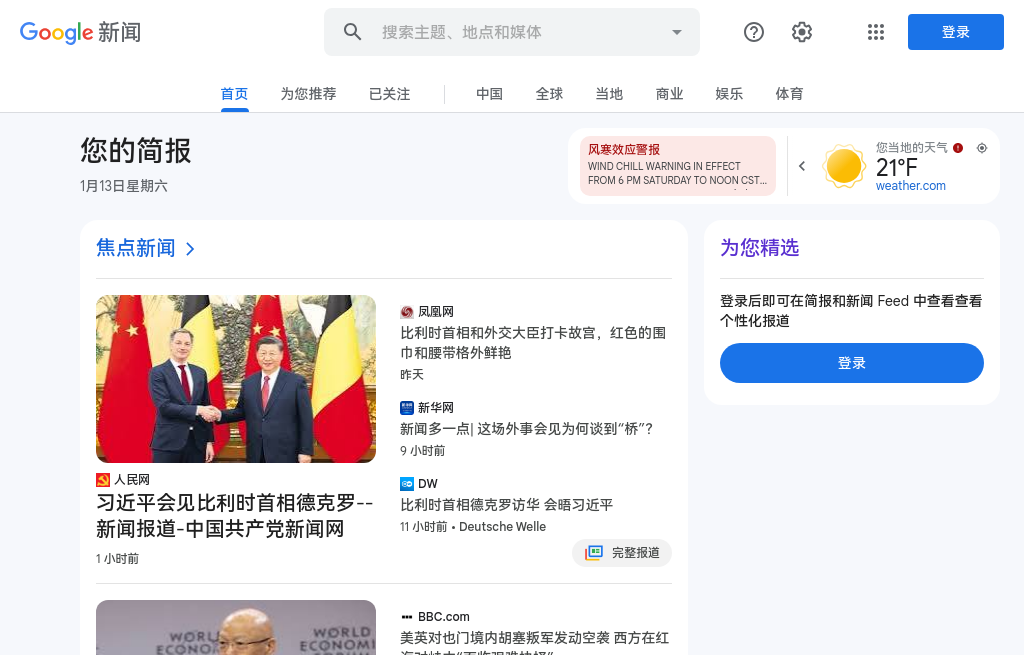 Google 新闻
搜索主题、地点和媒体
登录
首页
为您推荐
已关注
中国
全球
当地
商业
娱乐
体育
您的简报
1月13日星期六
风寒效应警报
WIND CHILL WARNING IN EFFECT
FROM 6 PM SATURDAY TO NOON CST...
您当地的天气
21°F
weather.com
焦点新闻
人民网
习近平会见比利时首相德克罗--
新闻报道-中国共产党新闻网
1 小时前
凤凰网
比利时首相和外交大臣打卡故宫，红色的围
巾和腰带格外鲜艳
昨天
新华网
新闻多一点| 这场外事会见为何谈到“桥”？
9 小时前
DW
比利时首相德克罗访华 会晤习近平
11 小时前 • Deutsche Welle
完整报道
为您精选
登录后即可在简报和新闻 Feed 中查看查看
个性化报道
登录
WORLD
ECONOMIC
WORLD
ECONOMIC
BBC.com
美英对也门境内胡塞叛军发动空袭 西方在红